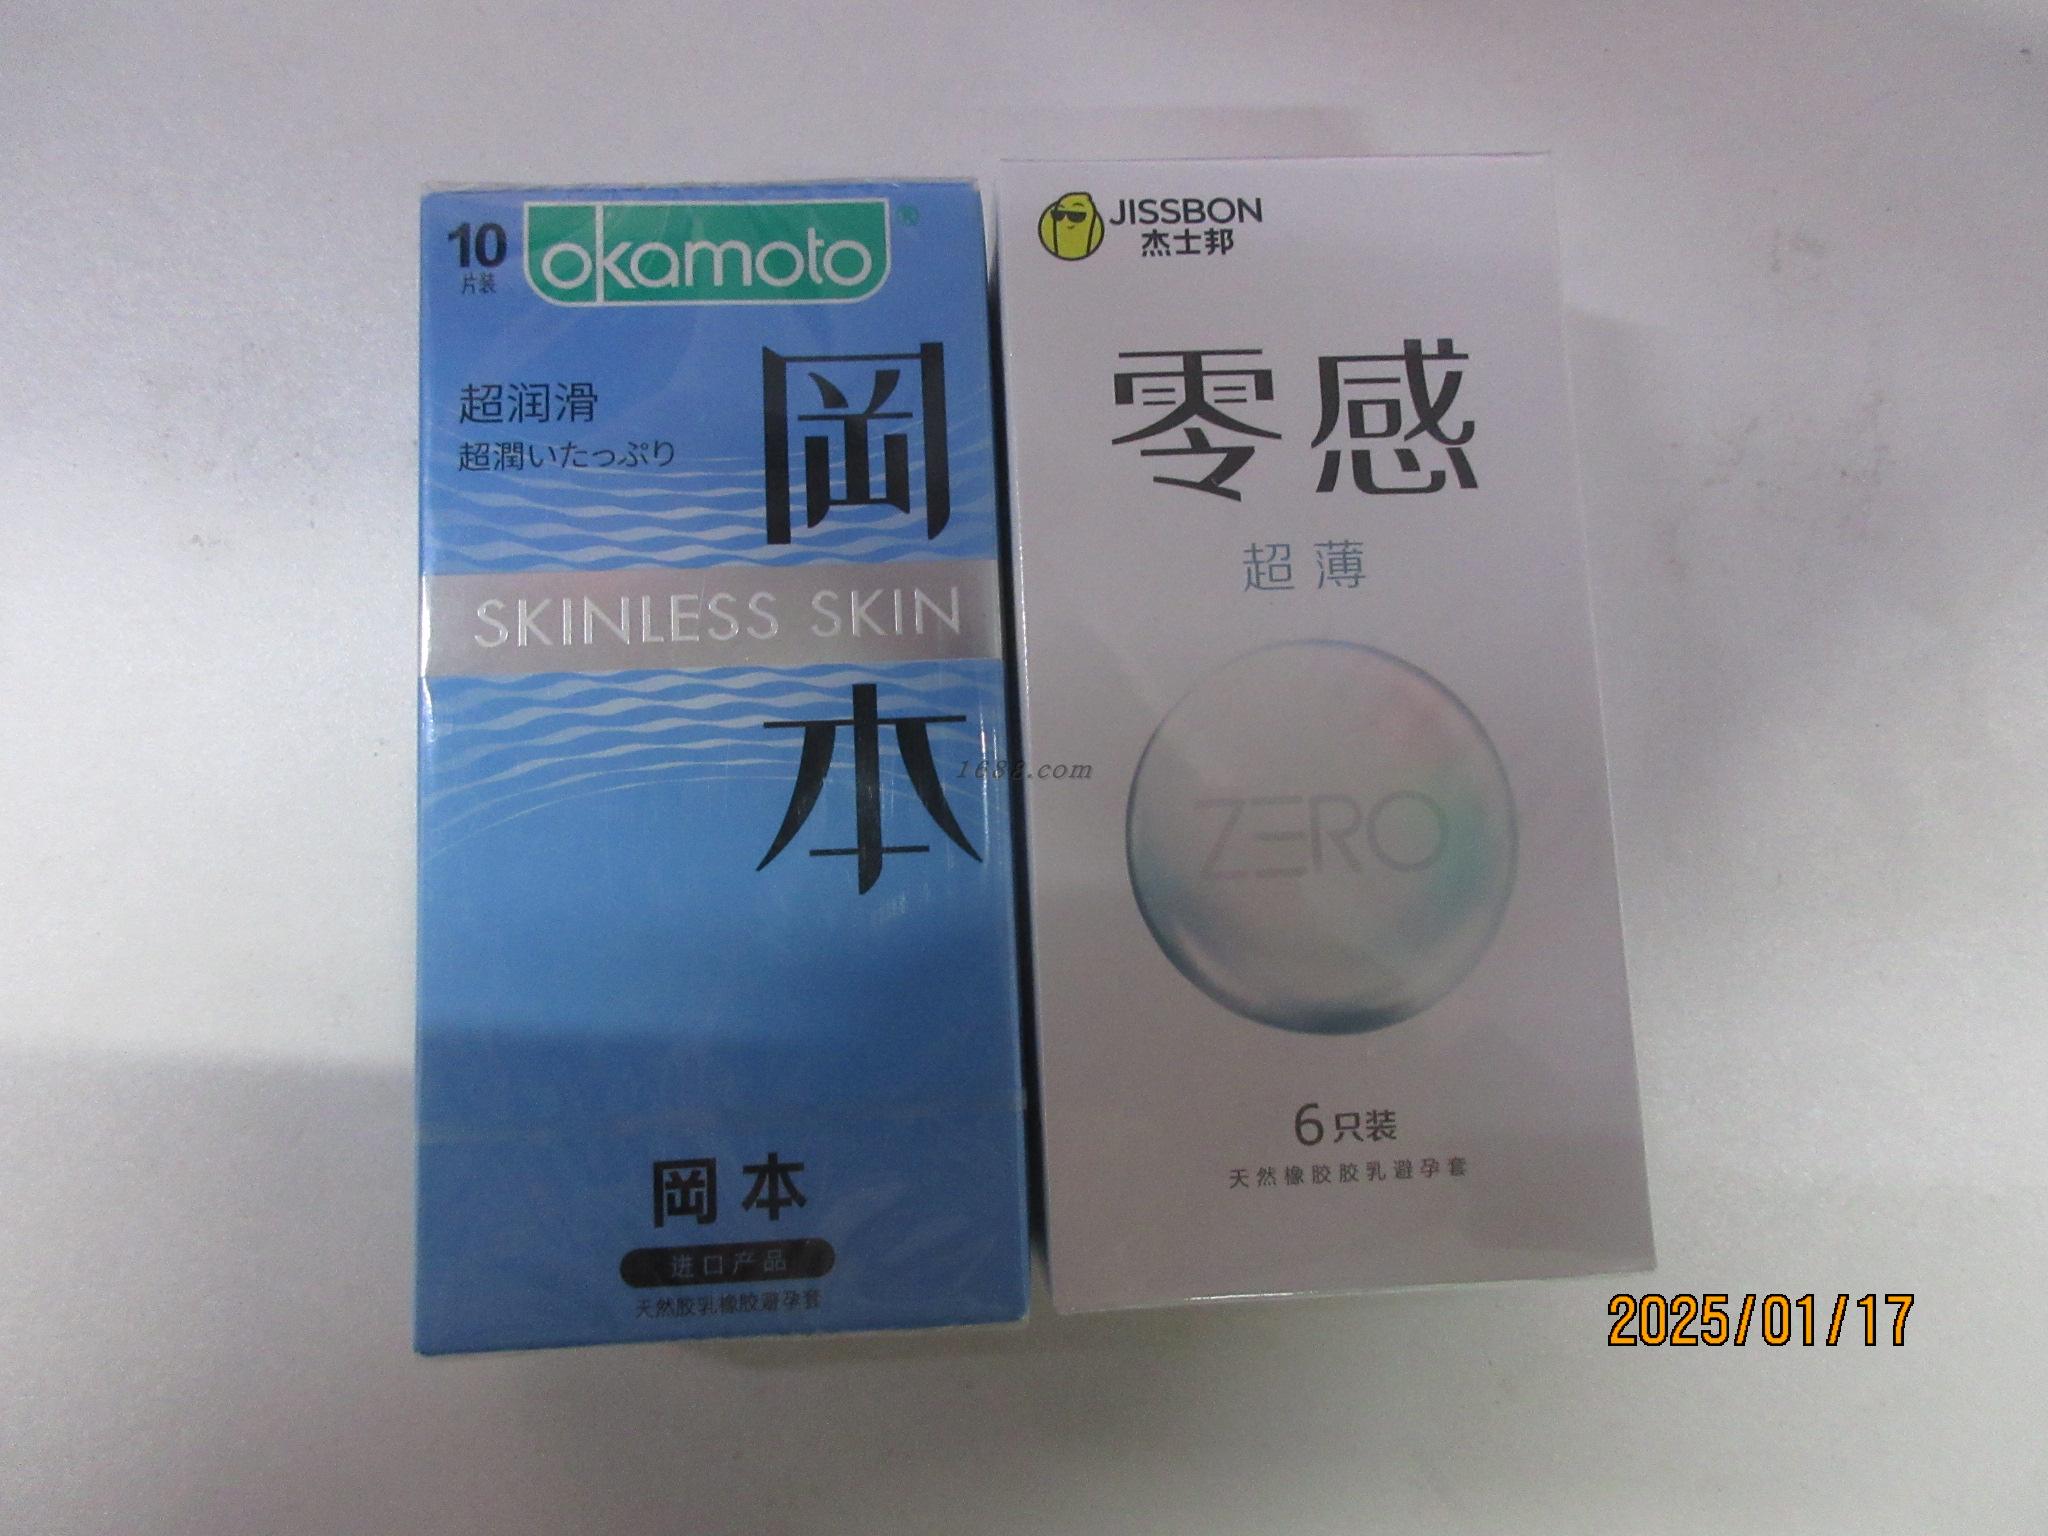 10
片装
okamoto®
超润滑
超潤いたっぷり
岡
SKINLESS SKIN
本
岡本
进口产品
天然胶乳橡胶避孕套
JISSBON
杰士邦
零感
超薄
ZERO
6只装
天然橡胶胶乳避孕套
1688.com
2025/01/17